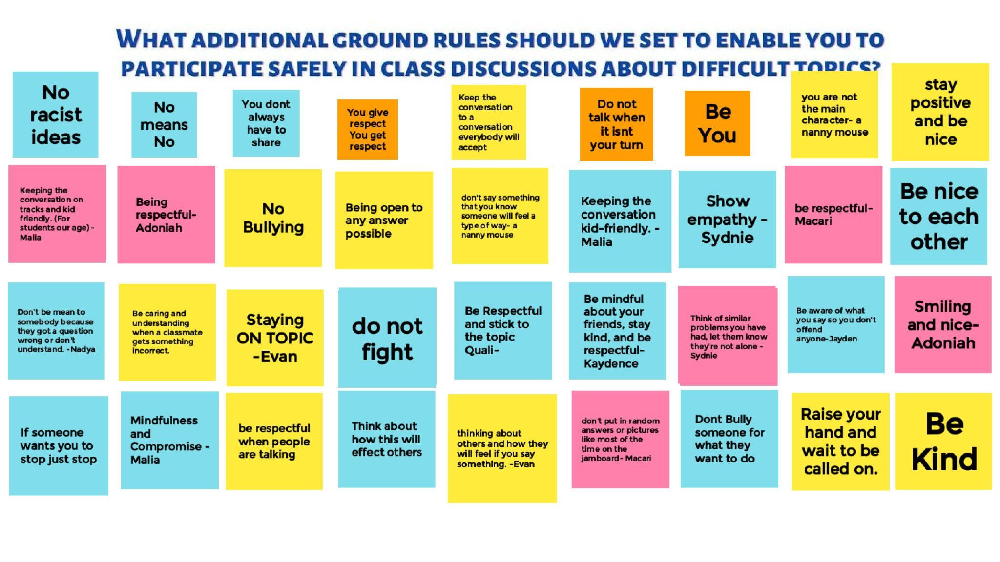 WHAT ADDITIONAL GROUND RULES SHOULD WE SET TO ENABLE YOU TO
PARTICIPATE SAFELY IN CLASS DISCUSSIONS ABOUT DIFFICULT TOPICS?
No
racist
ideas
No
means
No
You dont
always
have to
share
You give
respect
You get
respect
Keep the
conversation
to a
conversation
everybody will
accept
Do not
talk when
it isnt
your turn
Be
You
you are not
the main
character- a
nanny mouse
stay
positive
and be
nice
Keeping the
conversation on
tracks and kid
friendly. (For
students our age) -
Malia
Being
respectful-
Adoniah
No
Bullying
Being open to
any answer
possible
don't say something
that you know
someone will feel a
type of way- a
nanny mouse
Keeping the
conversation
kid-friendly. -
Malia
Show
empathy -
Sydnie
be respectful-
Macari
Be nice
to each
other
Don't be mean to
somebody because
they got a question
wrong or don't
understand. -Nadya
Be caring and
understanding
when a classmate
gets something
incorrect.
Staying
ON TOPIC
-Evan
do not
fight
Be Respectful
and stick to
the topic
Quali-
Be mindful
about your
friends, stay
kind, and be
respectful-
Kaydence
Think of similar
problems you have
had, let them know
they're not alone -
Sydnie
Be aware of what
you say so you don't
offend
anyone-Jayden
Smiling
and nice-
Adoniah
If someone
wants you to
stop just stop
Mindfulness
and
Compromise -
Malia
be respectful
when people
are talking
Think about
how this will
effect others
thinking about
others and how they
will feel if you say
something. -Evan
don't put in random
answers or pictures
like most of the
time on the
jamboard- Macari
Dont Bully
someone for
what they
want to do
Raise your
hand and
wait to be
called on.
Be
Kind